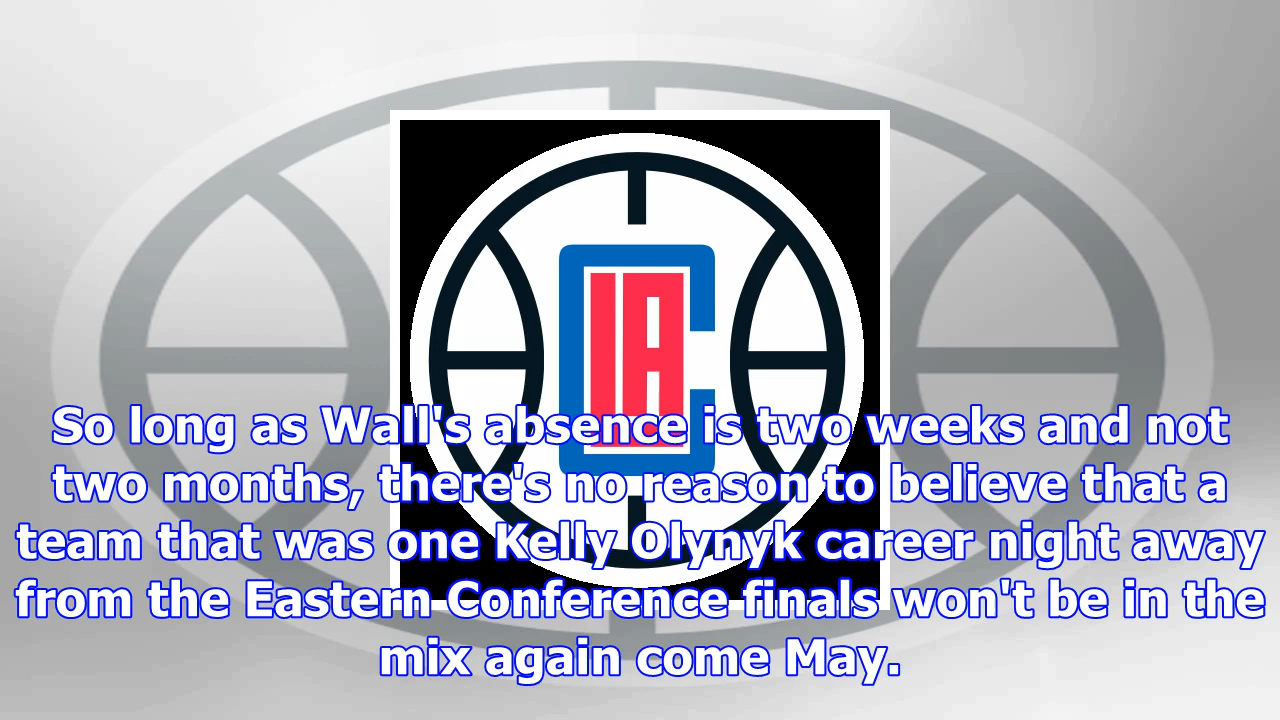 LAC
So long as Wall's absence is two weeks and not
two months, there's no reason to believe that a
team that was one Kelly Olynyk career night away
from the Eastern Conference finals won't be in the
mix again come May.